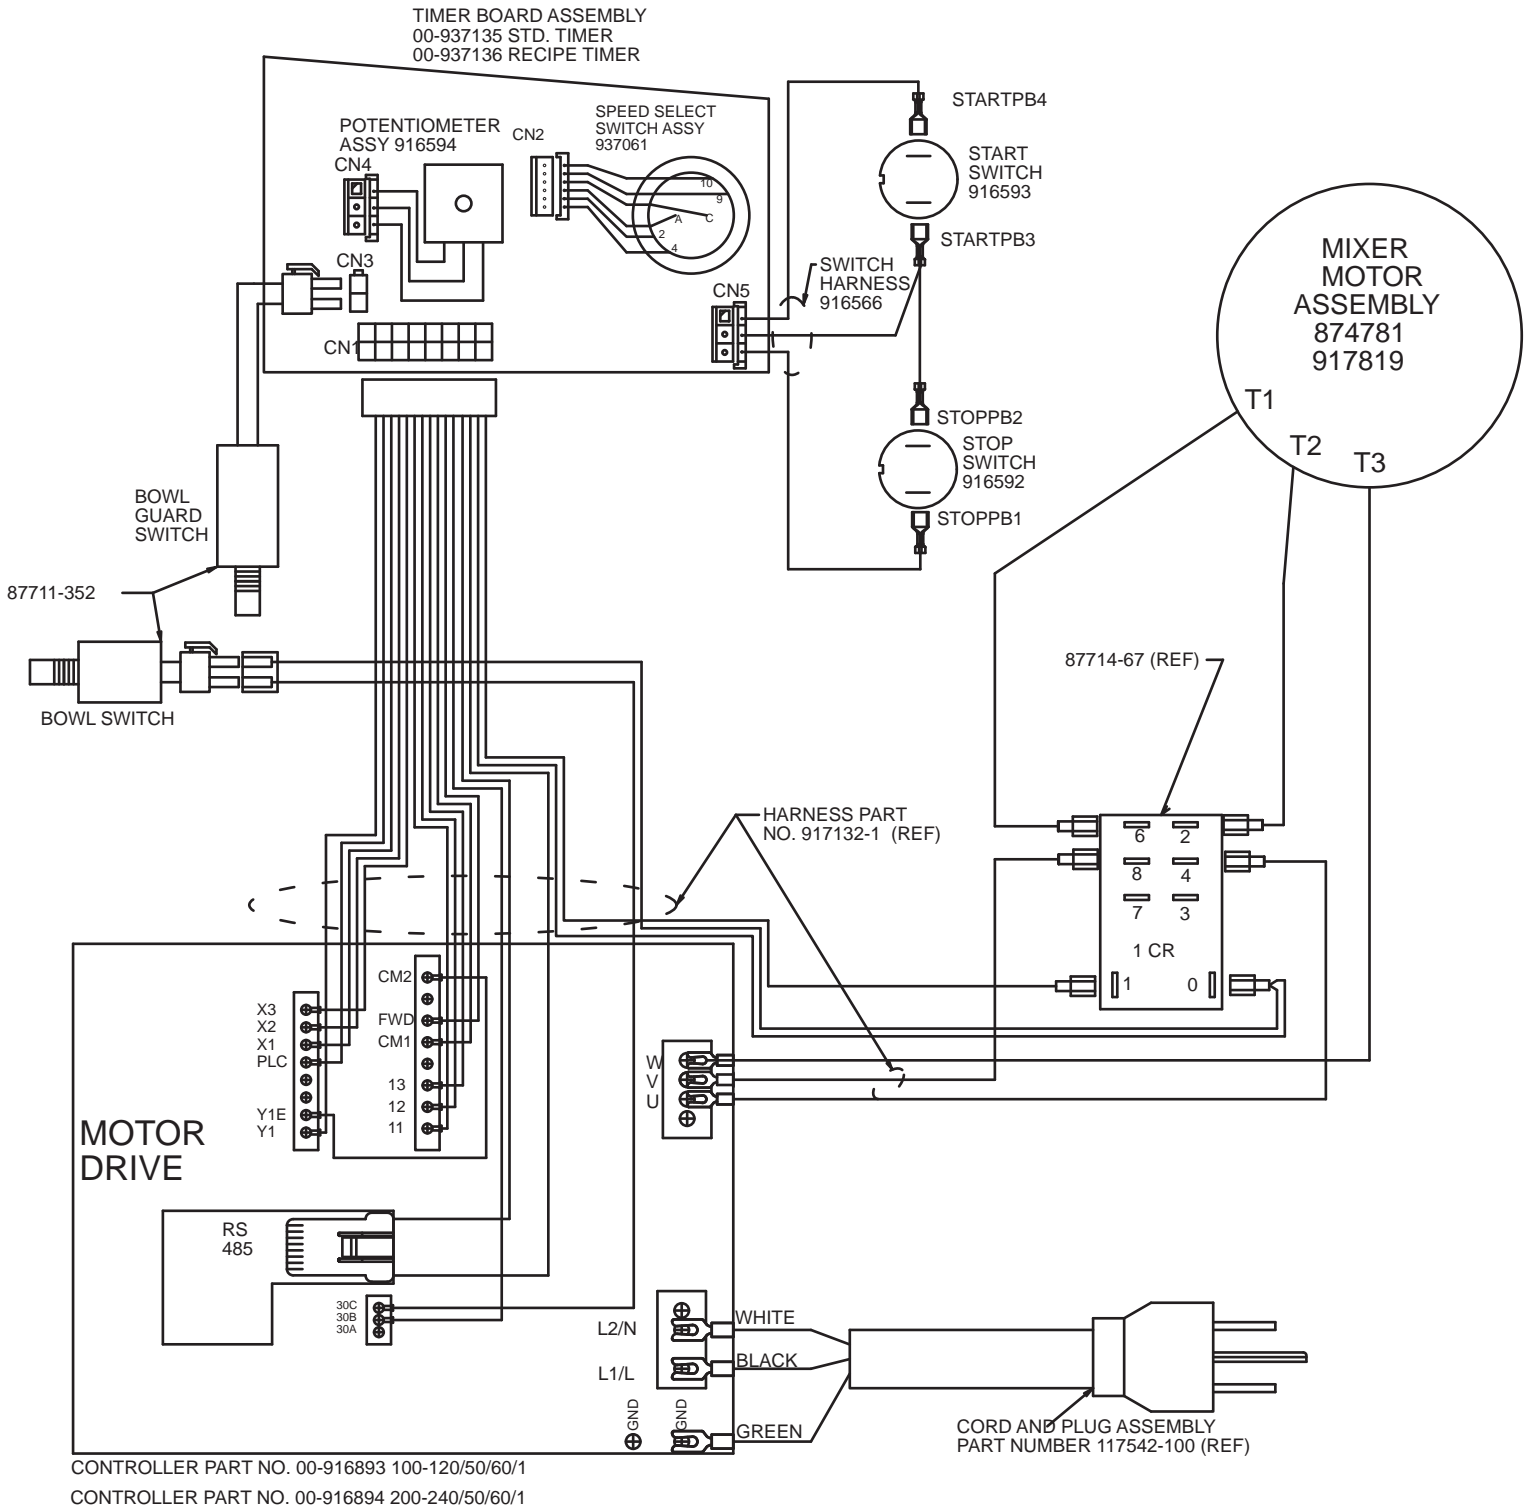 TIMER BOARD ASSEMBLY
00-937135 STD. TIMER
00-937136 RECIPE TIMER
POTENTIOMETER
ASSY 916594
CN4
CN2
SPEED SELECT
SWITCH ASSY
937061
10
9
A
C
2
4
CN3
CN1
CN5
STARTPB4
START
SWITCH
916593
STARTPB3
SWITCH
HARNESS
916566
STOPPB2
STOP
SWITCH
916592
STOPPB1
MIXER
MOTOR
ASSEMBLY
874781
917819
T1
T2
T3
BOWL
GUARD
SWITCH
87711-352
BOWL SWITCH
87714-67 (REF)
HARNESS PART
NO. 917132-1 (REF)
6 2
8 4
7 3
1 CR
1 0
MOTOR
DRIVE
X3
X2
X1
PLC
Y1E
Y1
CM2
FWD
CM1
13
12
11
W
V
U
RS
485
30C
30B
30A
L2/N
L1/L
GND
GND
WHITE
BLACK
GREEN
CORD AND PLUG ASSEMBLY
PART NUMBER 117542-100 (REF)
CONTROLLER PART NO. 00-916893 100-120/50/60/1
CONTROLLER PART NO. 00-916894 200-240/50/60/1